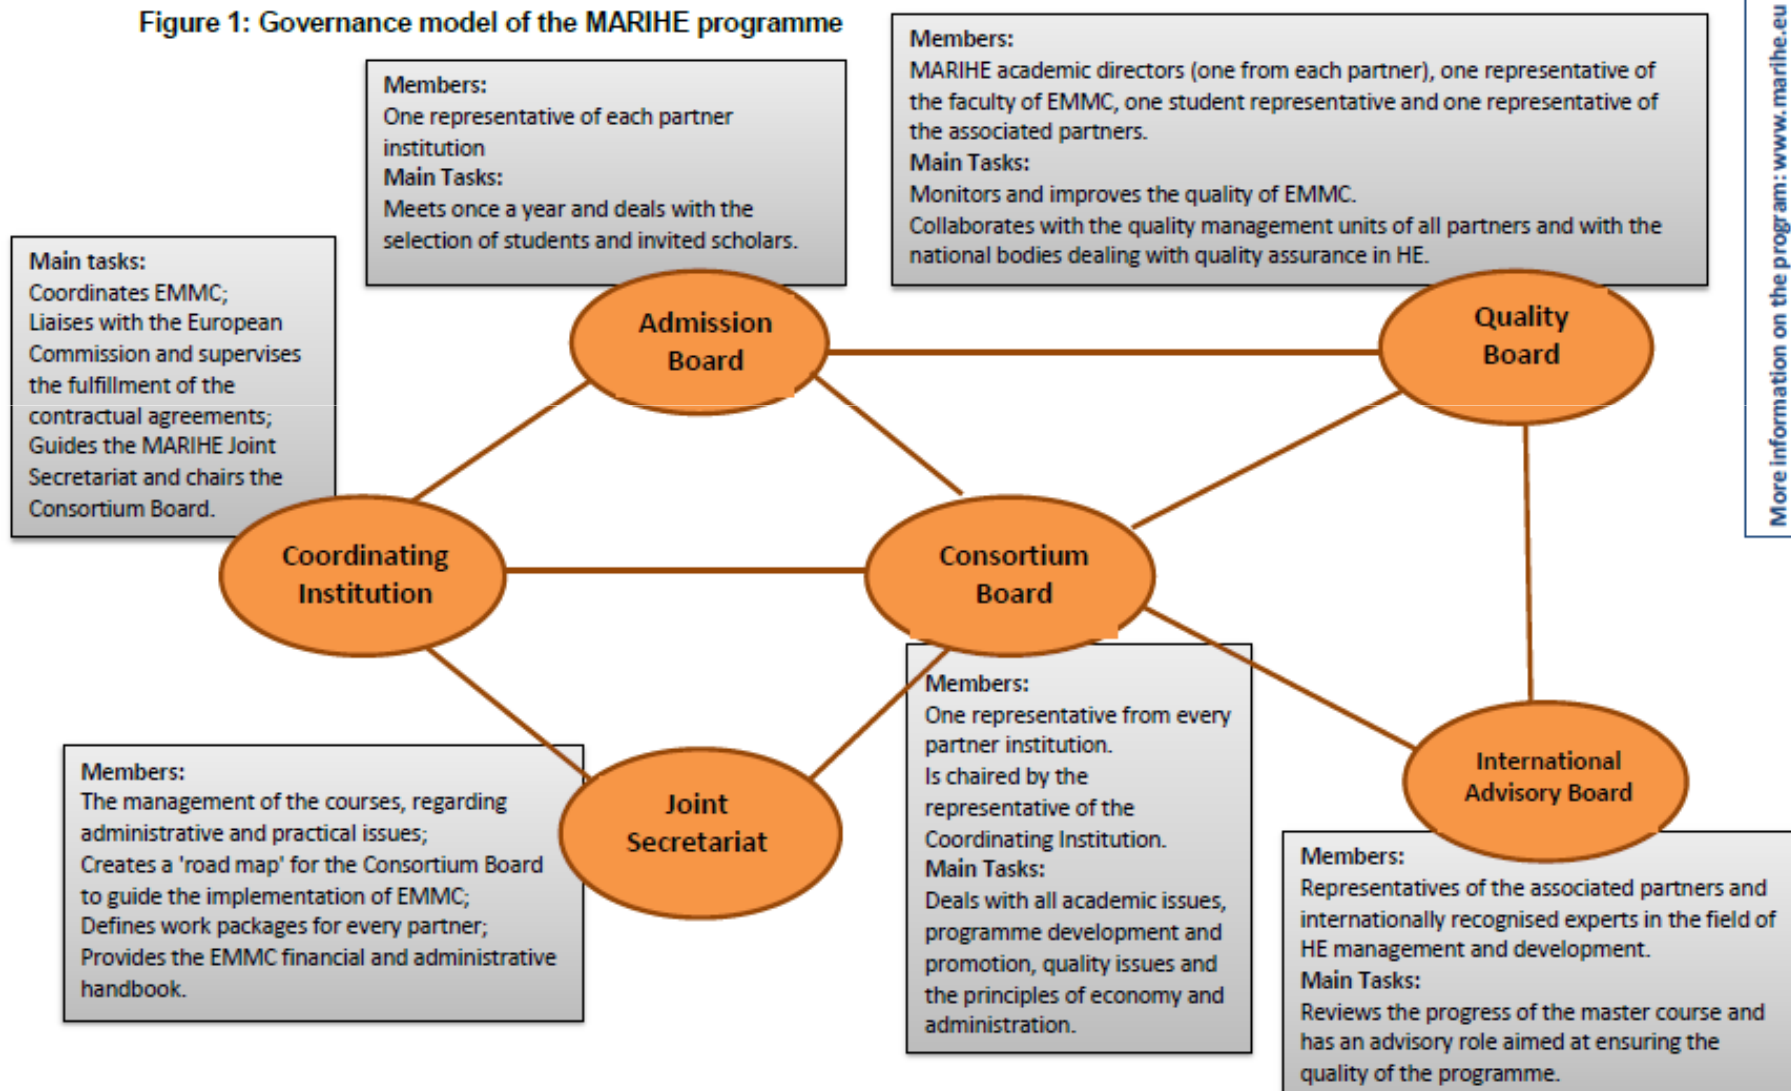 Figure 1: Governance model of the MARIHE programme
Members:
One representative of each partner
institution
Main Tasks:
Meets once a year and deals with the
selection of students and invited scholars.
Members:
MARIHE academic directors (one from each partner), one representative of
the faculty of EMMC, one student representative and one representative of
the associated partners.
Main Tasks:
Monitors and improves the quality of EMMC.
Collaborates with the quality management units of all partners and with the
national bodies dealing with quality assurance in HE.
More information on the program: www.marihe.eu
Main tasks:
Coordinates EMMC;
Liaises with the European
Commission and supervises
the fulfillment of the
contractual agreements;
Guides the MARIHE Joint
Secretariat and chairs the
Consortium Board.
Admission
Board
Quality
Board
Coordinating
Institution
Consortium
Board
Members:
One representative from every
partner institution.
Is chaired by the
representative of the
Coordinating Institution.
Main Tasks:
Deals with all academic issues,
programme development and
promotion, quality issues and
the principles of economy and
administration.
International
Advisory Board
Members:
The management of the courses, regarding
administrative and practical issues;
Creates a 'road map' for the Consortium Board
to guide the implementation of EMMC;
Defines work packages for every partner;
Provides the EMMC financial and administrative
handbook.
Joint
Secretariat
Members:
Representatives of the associated partners and
internationally recognised experts in the field of
HE management and development.
Main Tasks:
Reviews the progress of the master course and
has an advisory role aimed at ensuring the
quality of the programme.